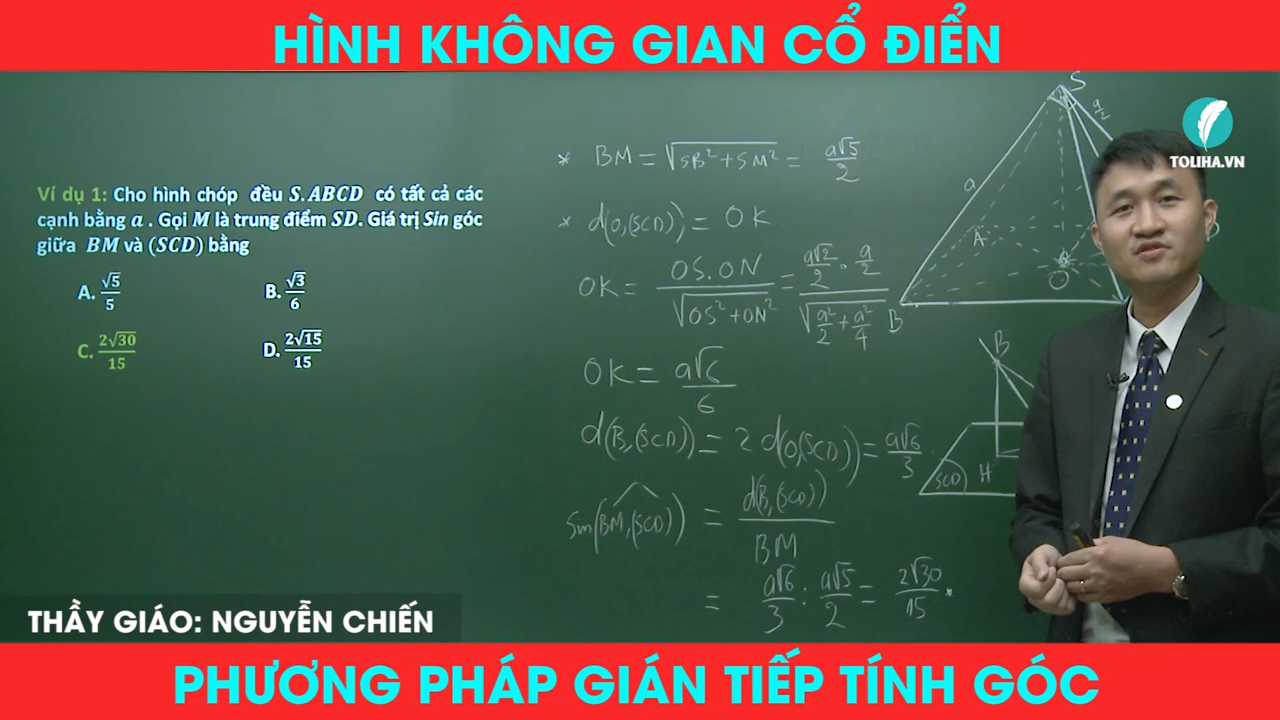 HÌNH KHÔNG GIAN CỔ ĐIỂN
TOLIHA.VN
Ví dụ 1: Cho hình chóp đều S.ABCD có tất cả các
cạnh bằng a . Gọi M là trung điểm SD. Giá trị Sin góc
giữa BM và (SCD) bằng
A. √5/5 B. √3/6
C. 2√30/15 D. 2√15/15
* BM = √(SB² + SM²) = a√5/2
* d(O,(SCD)) = OK
OK = OS.ON/√(OS² + ON²) = (a√2/2 . a/2)/√(a²/2 + a²/4)
OK = a√6/6
d(B,(SCD)) = 2 d(O,(SCD)) = a√6/3
Sin(BM,(SCD)) = d(B,(SCD))/BM
= a√6/3 : a√5/2 = 2√30/15 .
S
a/2
a
A
O
B
B
H
SCD
THẦY GIÁO: NGUYỄN CHIẾN
PHƯƠNG PHÁP GIÁN TIẾP TÍNH GÓC